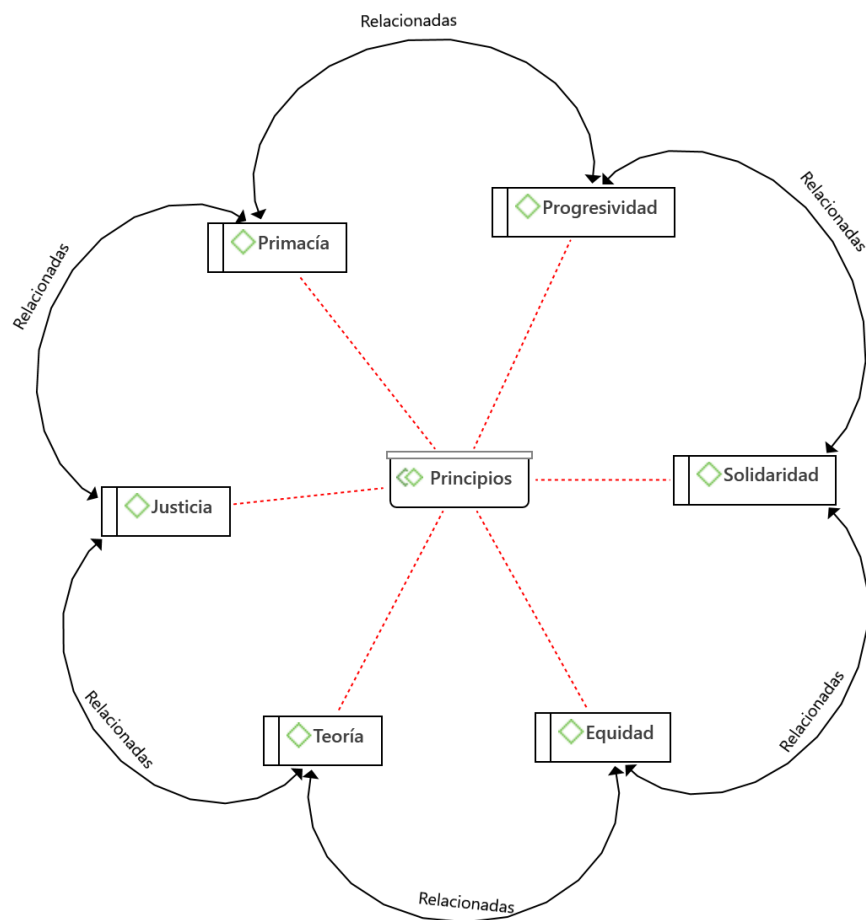 Relacionadas
Progresividad
Primacía
Relacionadas
Relacionadas
Principios
Solidaridad
Justicia
Teoría
Equidad
Relacionadas
Relacionadas
Relacionadas